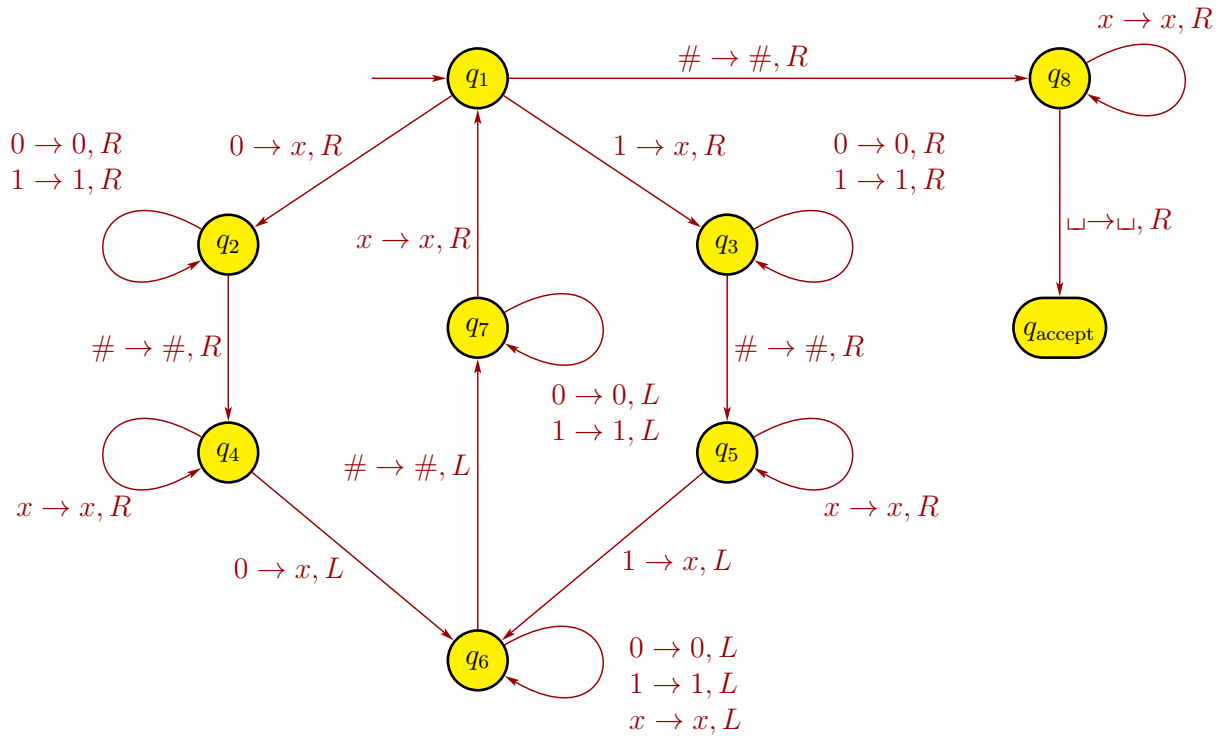 x → x, R
# → #, R
q1
q8
0 → 0, R
1 → 1, R
0 → x, R
1 → x, R
0 → 0, R
1 → 1, R
q2
x → x, R
q3
␣→␣, R
q7
qaccept
# → #, R
# → #, R
0 → 0, L
1 → 1, L
q4
# → #, L
q5
x → x, R
x → x, R
0 → x, L
1 → x, L
q6
0 → 0, L
1 → 1, L
x → x, L